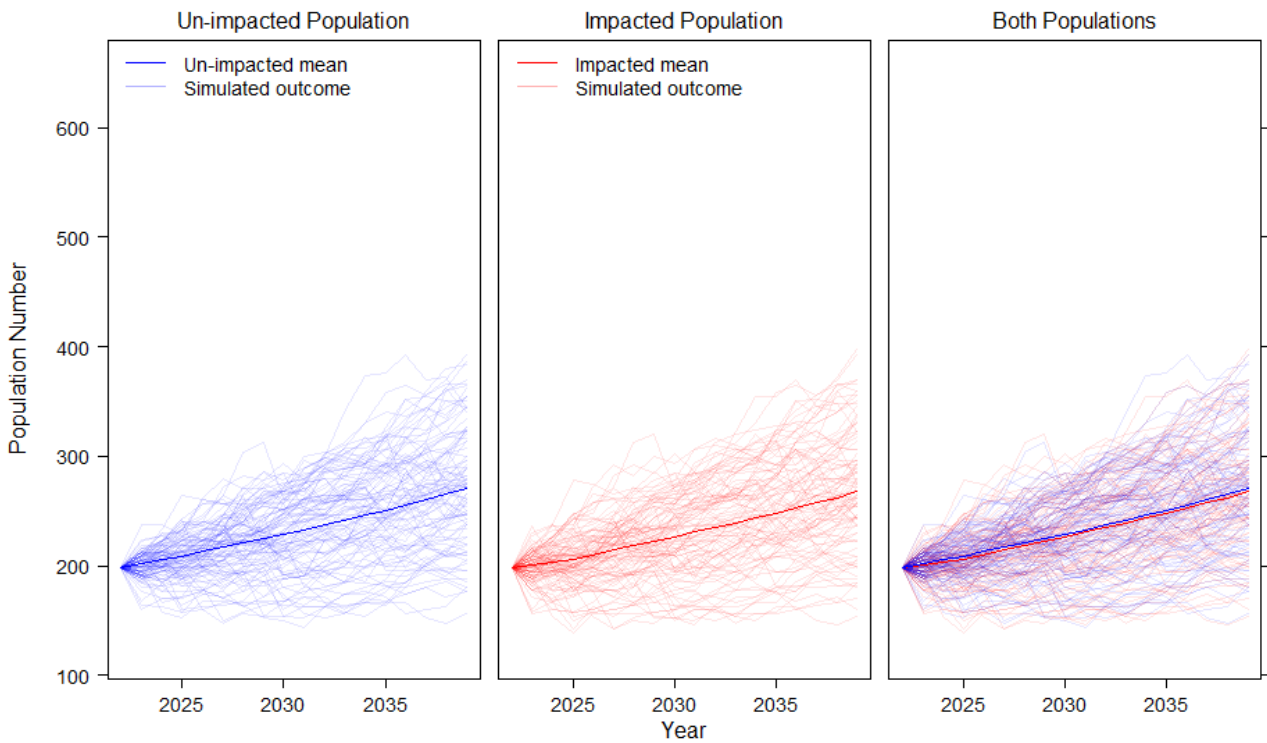 Un-impacted Population
Impacted Population
Both Populations
Un-impacted mean
Simulated outcome
Impacted mean
Simulated outcome
Population Number
600
500
400
300
200
100
2025 2030 2035
2025 2030 2035
2025 2030 2035
Year